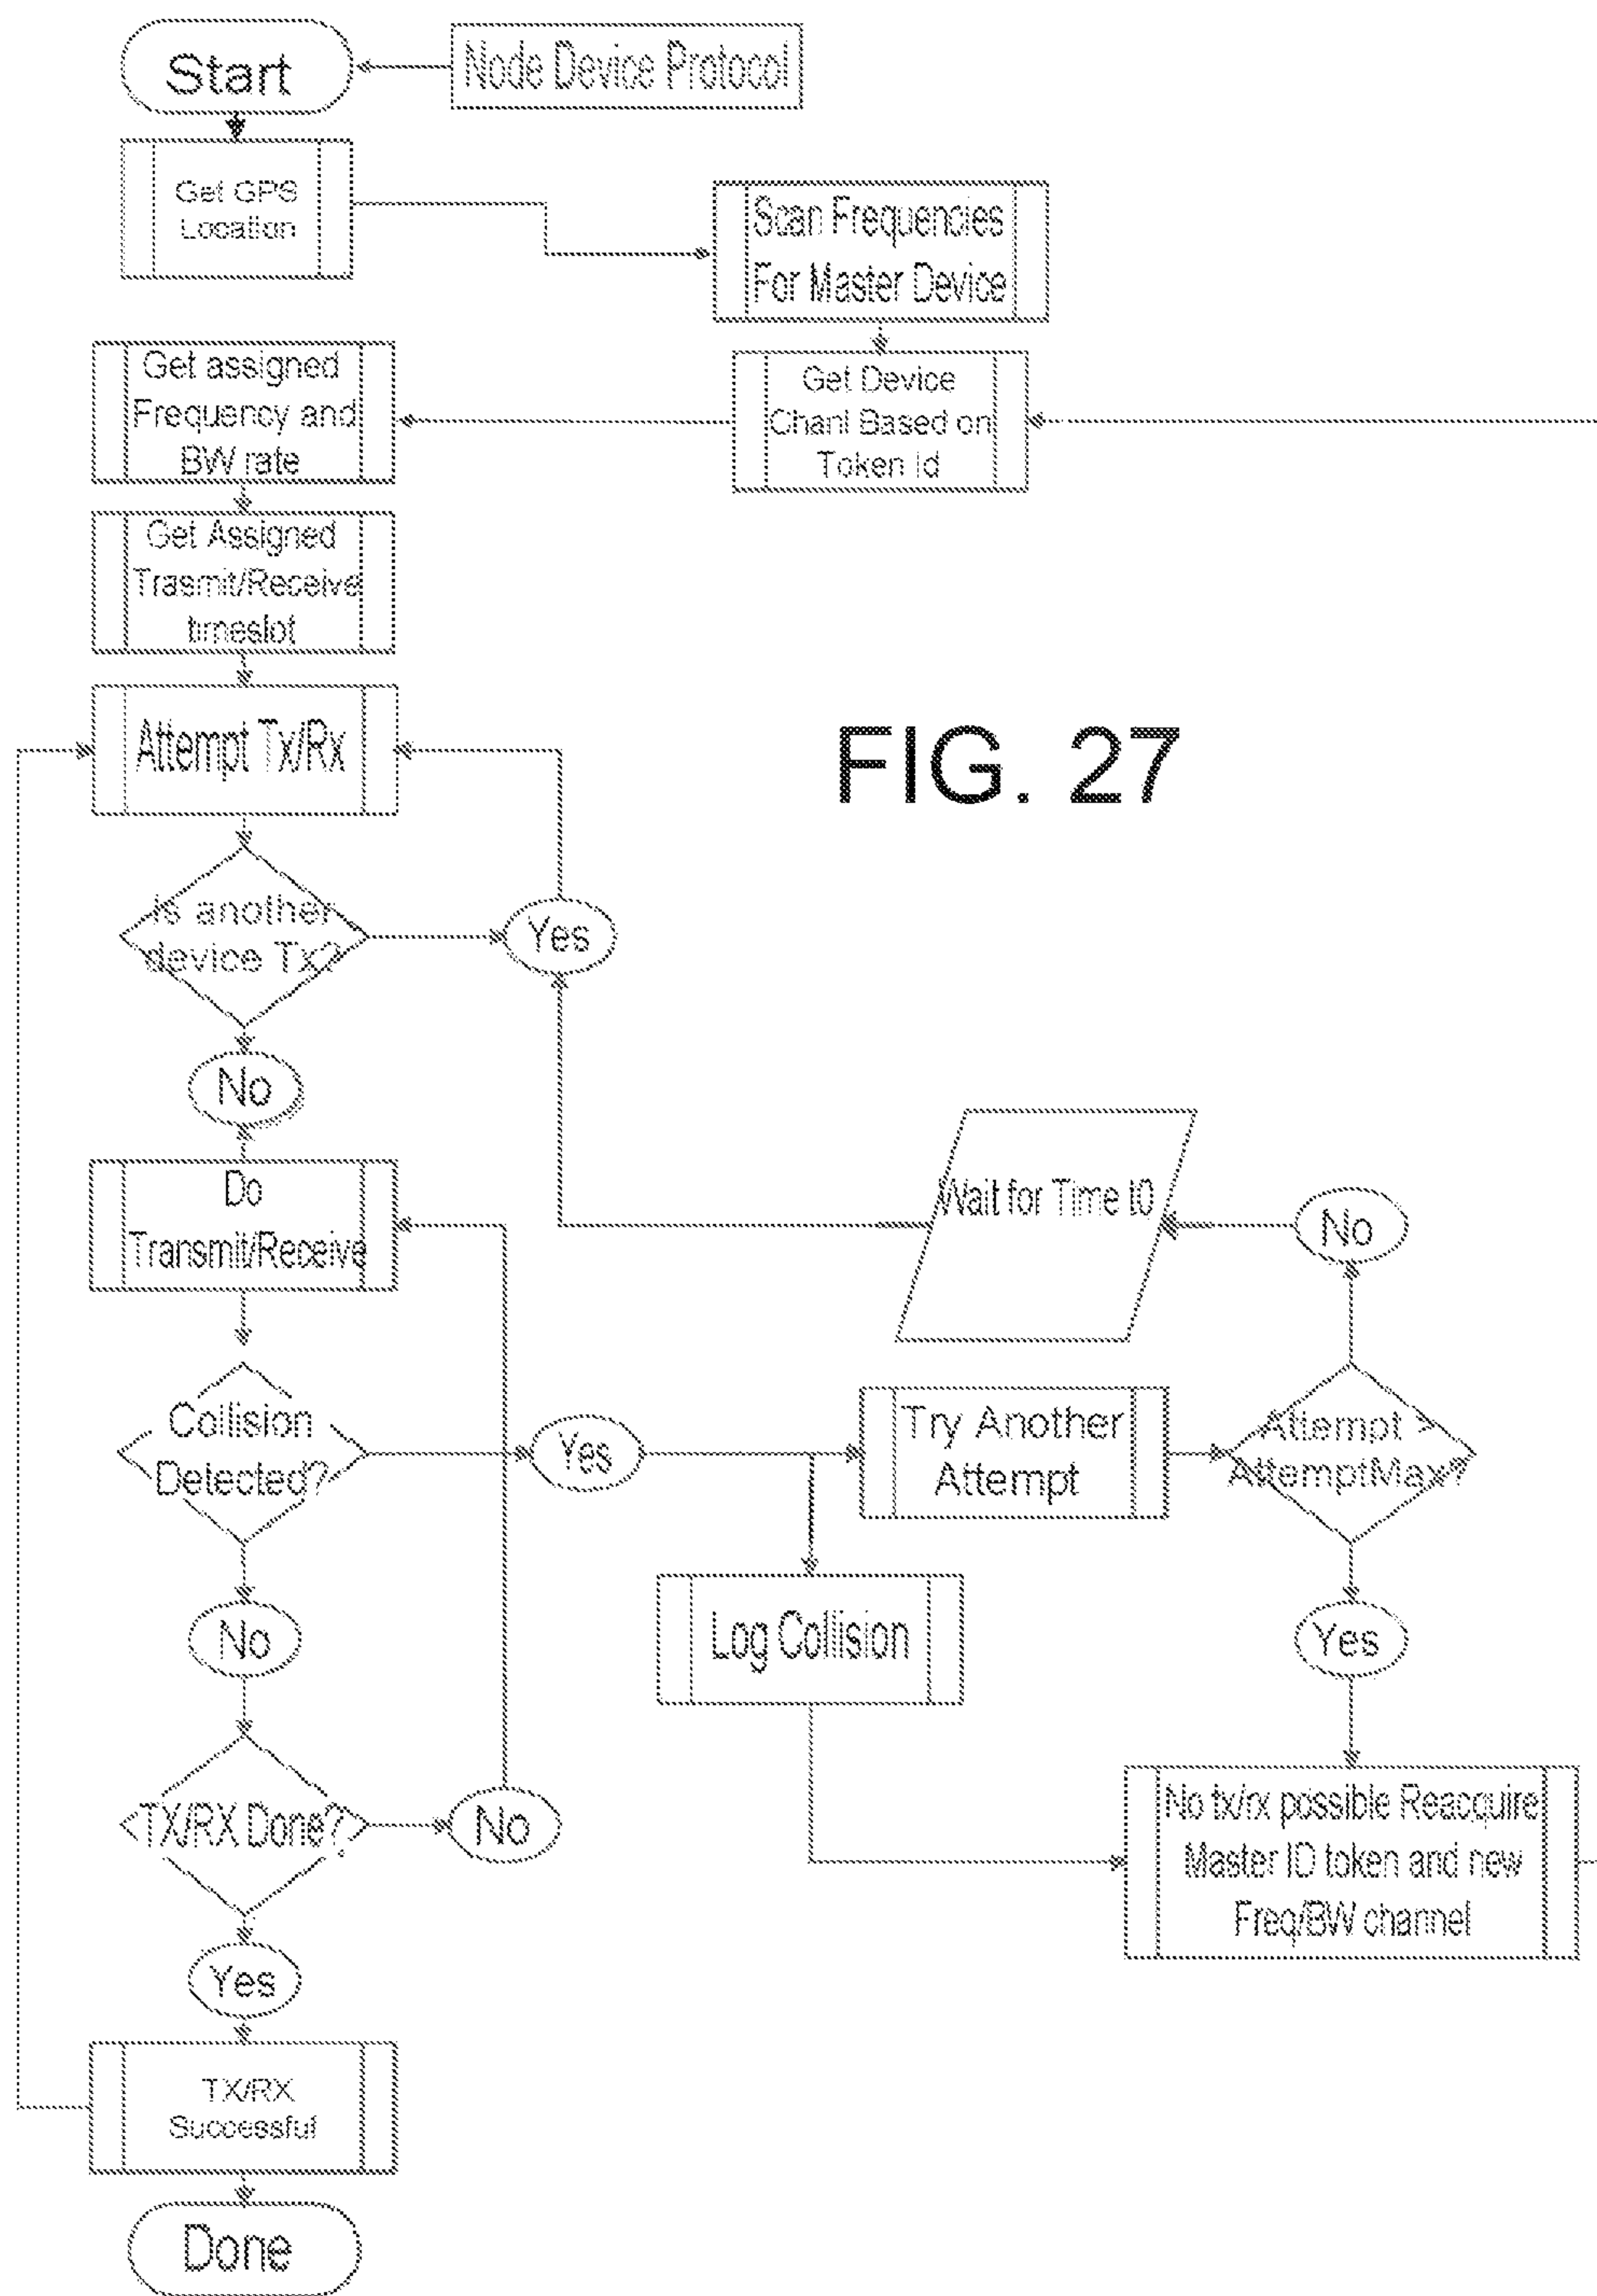 Start
Node Device Protocol
Get GPS
Location
Scan Frequencies
For Master Device
Get assigned
Frequency and
BW rate
Get Device
Chanl Based on
Token id
Get Assigned
Trasmit/Receive
timeslot
Attempt Tx/Rx
FIG. 27
is another
device Tx?
Yes
No
Do
Transmit/Receive
Wait for Time t0
No
Collision
Detected?
Yes
Try Another
Attempt
Attempt >
AttemptMax?
No
Log Collision
Yes
TX/RX Done?
No
No tx/rx possible Reacquire
Master ID token and new
Freq/BW channel
Yes
TX/RX
Successful
Done